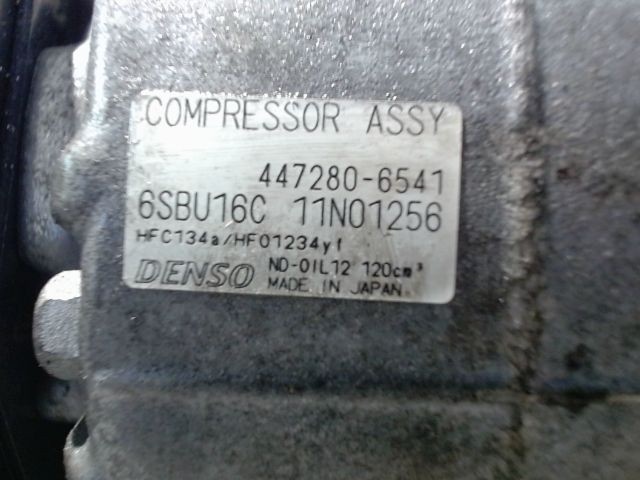 COMPRESSOR ASSY
447280-6541
6SBU16C 11N01256
HFC134a/HFO1234yf
DENSO ND-OIL12 120cm³
MADE IN JAPAN